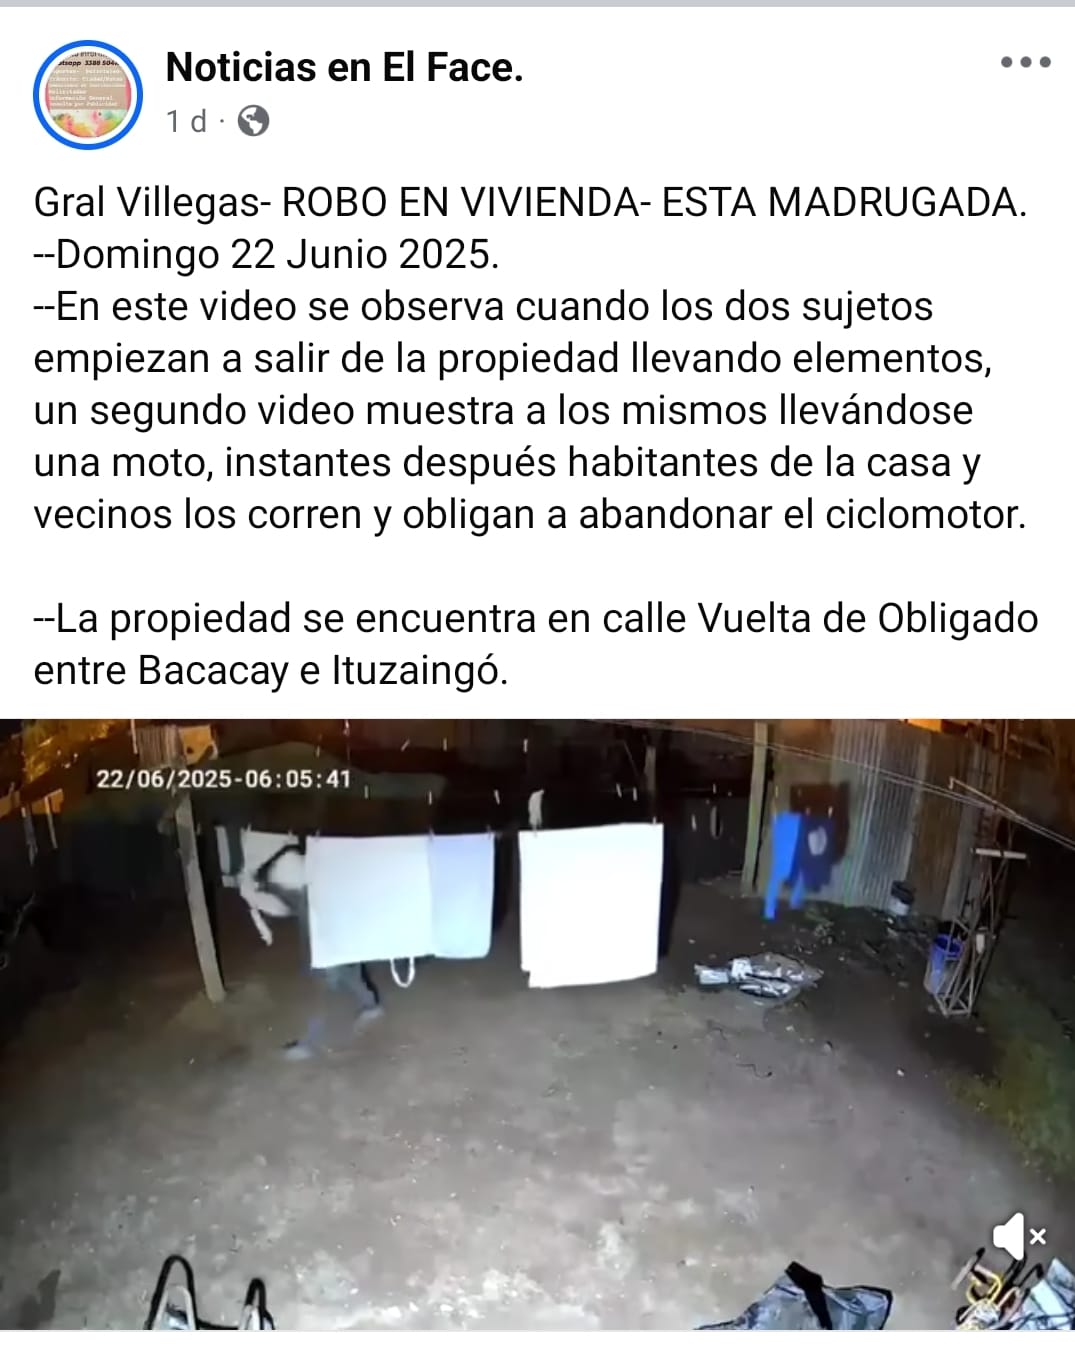 Noticias en El Face.
1 d ·
Gral Villegas- ROBO EN VIVIENDA- ESTA MADRUGADA.
--Domingo 22 Junio 2025.
--En este video se observa cuando los dos sujetos
empiezan a salir de la propiedad llevando elementos,
un segundo video muestra a los mismos llevándose
una moto, instantes después habitantes de la casa y
vecinos los corren y obligan a abandonar el ciclomotor.
--La propiedad se encuentra en calle Vuelta de Obligado
entre Bacacay e Ituzaingó.
22/06/2025-06:05:41